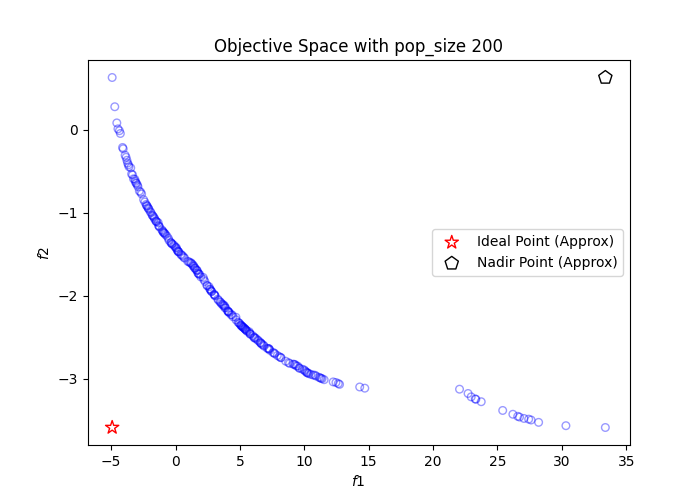 Objective Space with pop_size 200
f2
0
−1
−2
−3
Ideal Point (Approx)
Nadir Point (Approx)
−5 0 5 10 15 20 25 30 35
f1